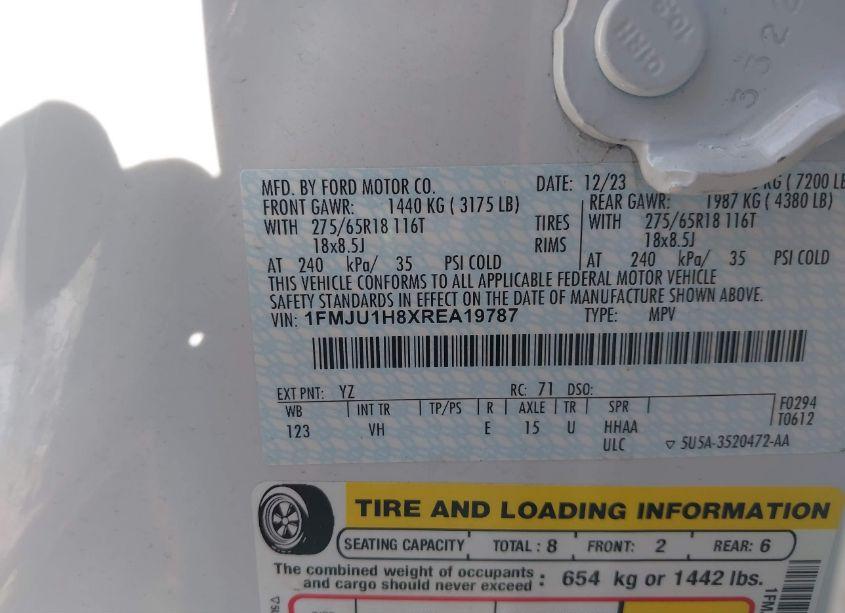 MFD. BY FORD MOTOR CO. DATE: 12/23 KG ( 7200 LB
FRONT GAWR: 1440 KG ( 3175 LB) REAR GAWR: 1987 KG ( 4380 LB)
WITH 275/65R18 116T TIRES WITH 275/65R18 116T
18x8.5J RIMS 18x8.5J
AT 240 kPa/ 35 PSI COLD AT 240 kPa/ 35 PSI COLD
THIS VEHICLE CONFORMS TO ALL APPLICABLE FEDERAL MOTOR VEHICLE
SAFETY STANDARDS IN EFFECT ON THE DATE OF MANUFACTURE SHOWN ABOVE.
VIN: 1FMJU1H8XREA19787 TYPE: MPV
EXT PNT: YZ RC: 71 DSO:
WB INT TR TP/PS R AXLE TR SPR F0294
123 VH E 15 U HHAA T0612
ULC 5U5A-3520472-AA
TIRE AND LOADING INFORMATION
SEATING CAPACITY TOTAL : 8 FRONT: 2 REAR: 6
The combined weight of occupants
and cargo should never exceed : 654 kg or 1442 lbs.